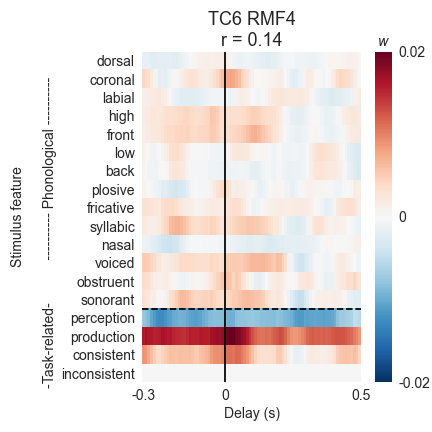 TC6 RMF4
r = 0.14
w
dorsal
coronal
labial
high
front
low
back
plosive
fricative
syllabic
nasal
voiced
obstruent
sonorant
perception
production
consistent
inconsistent
Stimulus feature
-Task-related- ---------- Phonological ----------
0.02
0
-0.02
-0.3 0 0.5
Delay (s)